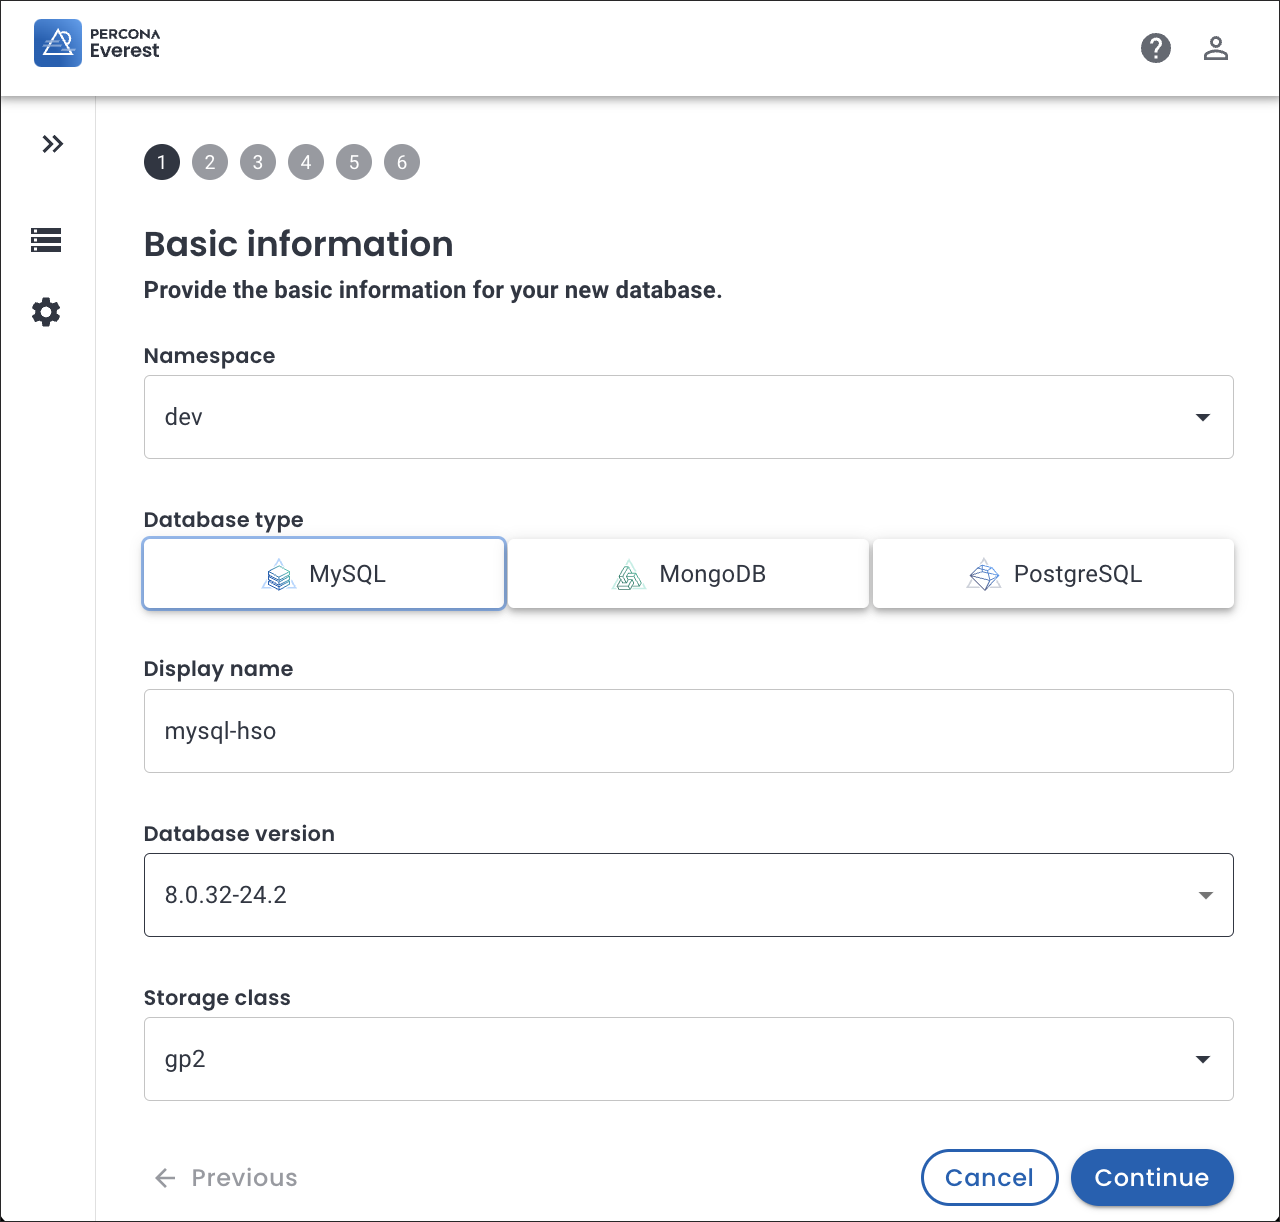 PERCONA
Everest
1 2 3 4 5 6
Basic information
Provide the basic information for your new database.
Namespace
dev
Database type
MySQL MongoDB PostgreSQL
Display name
mysql-hso
Database version
8.0.32-24.2
Storage class
gp2
Previous Cancel Continue